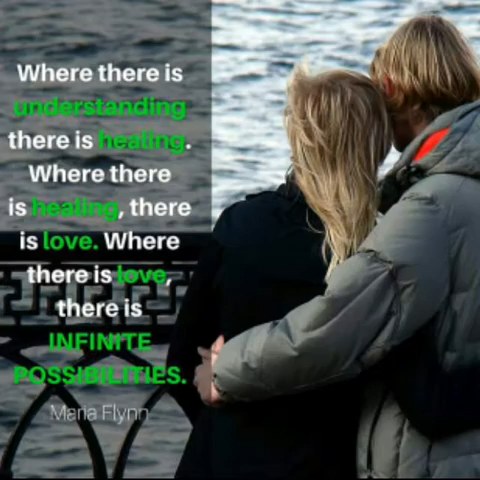 Where there is
understanding
there is healing.
Where there
is healing, there
is love. Where
there is love,
there is
INFINITE
POSSIBILITIES.
Maria Flynn